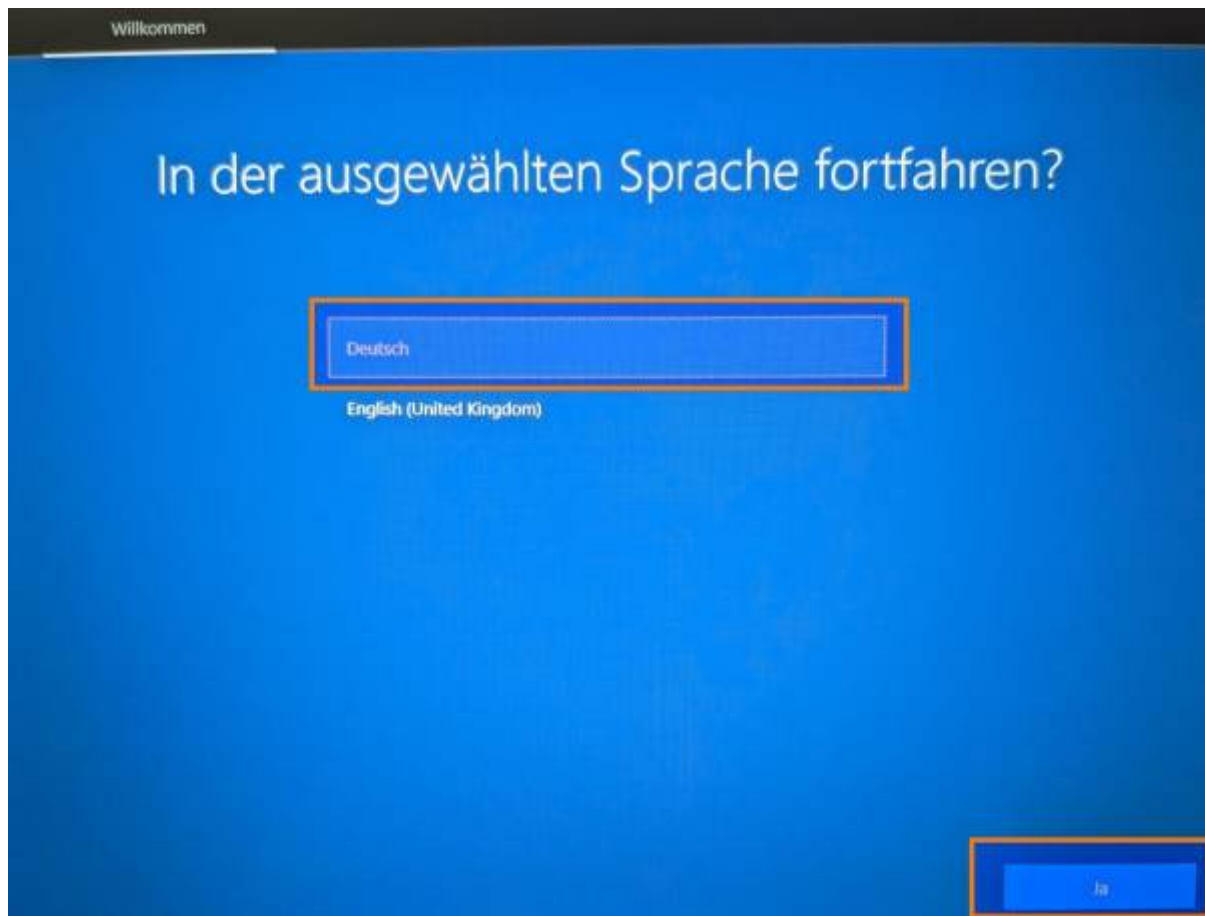 Willkommen
In der ausgewählten Sprache fortfahren?
Deutsch
English (United Kingdom)
Ja